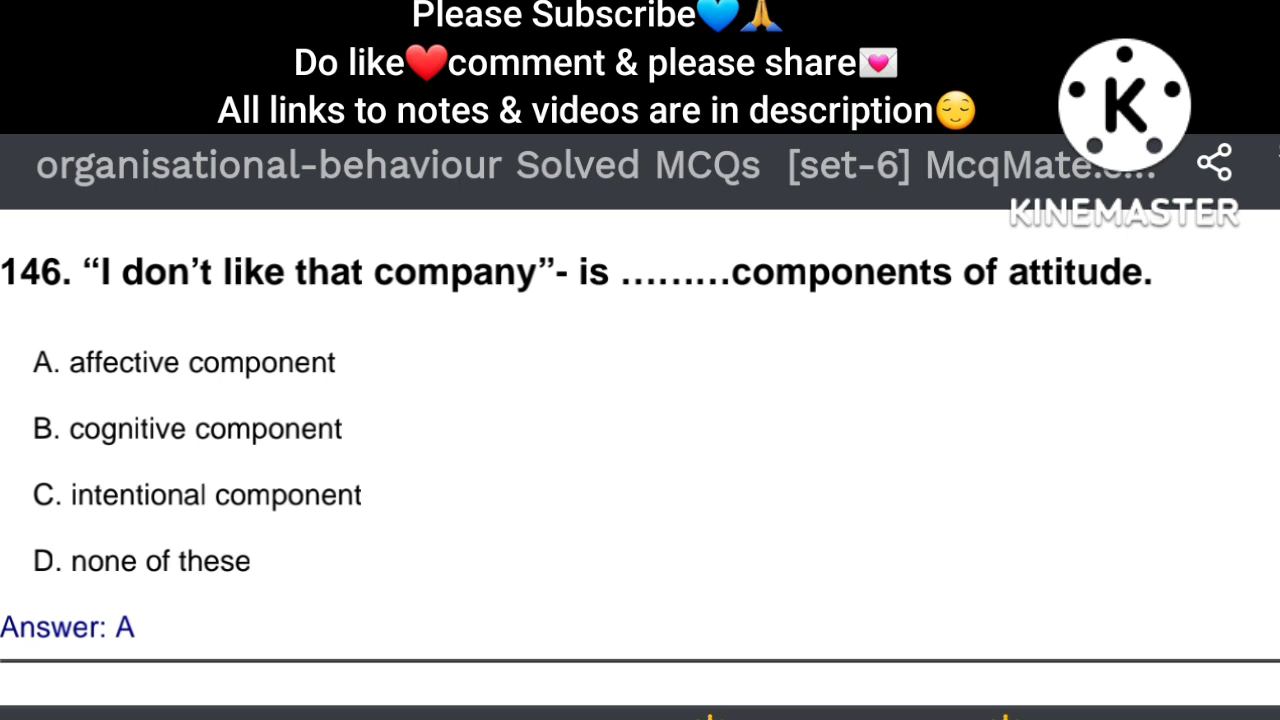 Please Subscribe💙🙏
Do like❤️comment & please share💌
All links to notes & videos are in description😌
K
organisational-behaviour Solved MCQs [set-6] McqMate.
KINEMASTER
146. “I don’t like that company”- is ………components of attitude.
A. affective component
B. cognitive component
C. intentional component
D. none of these
Answer: A